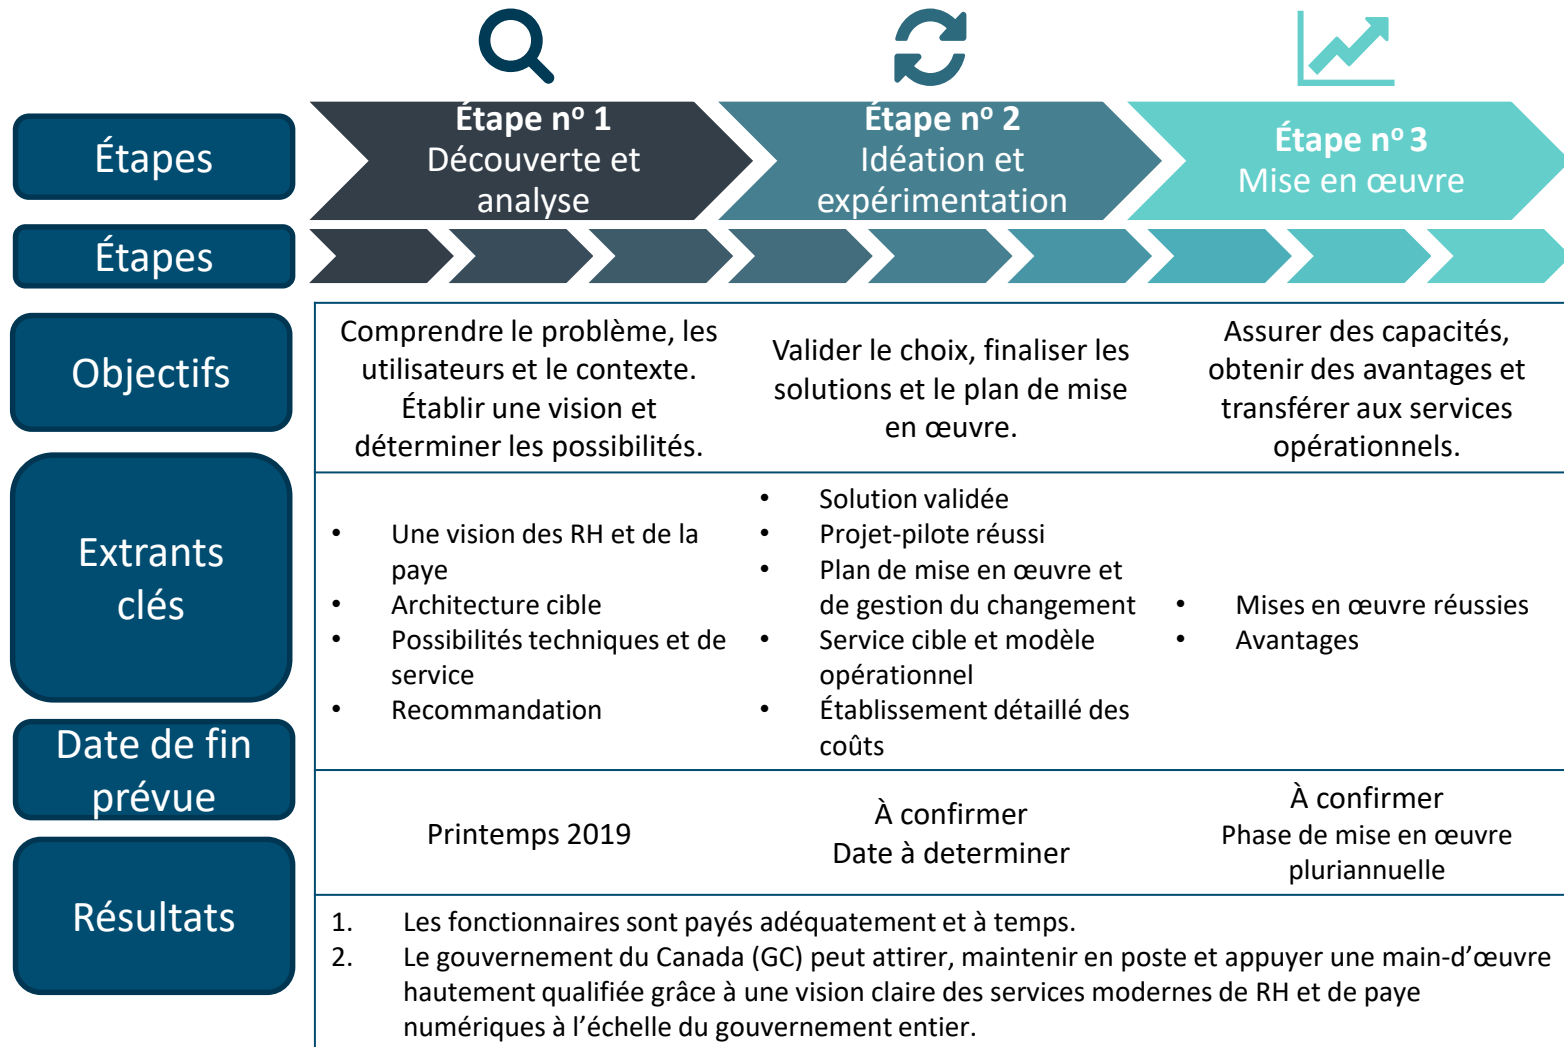 Étapes
Étape nº 1
Découverte et
analyse
Étape nº 2
Idéation et
expérimentation
Étape nº 3
Mise en œuvre
Étapes
Objectifs
Comprendre le problème, les
utilisateurs et le contexte.
Établir une vision et
déterminer les possibilités.
Valider le choix, finaliser les
solutions et le plan de mise
en œuvre.
Assurer des capacités,
obtenir des avantages et
transférer aux services
opérationnels.
Extrants
clés
• Une vision des RH et de la
paye
• Architecture cible
• Possibilités techniques et de
service
• Recommandation
• Solution validée
• Projet-pilote réussi
• Plan de mise en œuvre et
de gestion du changement
• Service cible et modèle
opérationnel
• Établissement détaillé des
coûts
• Mises en œuvre réussies
• Avantages
Date de fin
prévue
Printemps 2019
À confirmer
Date à determiner
À confirmer
Phase de mise en œuvre
pluriannuelle
Résultats
1. Les fonctionnaires sont payés adéquatement et à temps.
2. Le gouvernement du Canada (GC) peut attirer, maintenir en poste et appuyer une main-d’œuvre
hautement qualifiée grâce à une vision claire des services modernes de RH et de paye
numériques à l’échelle du gouvernement entier.